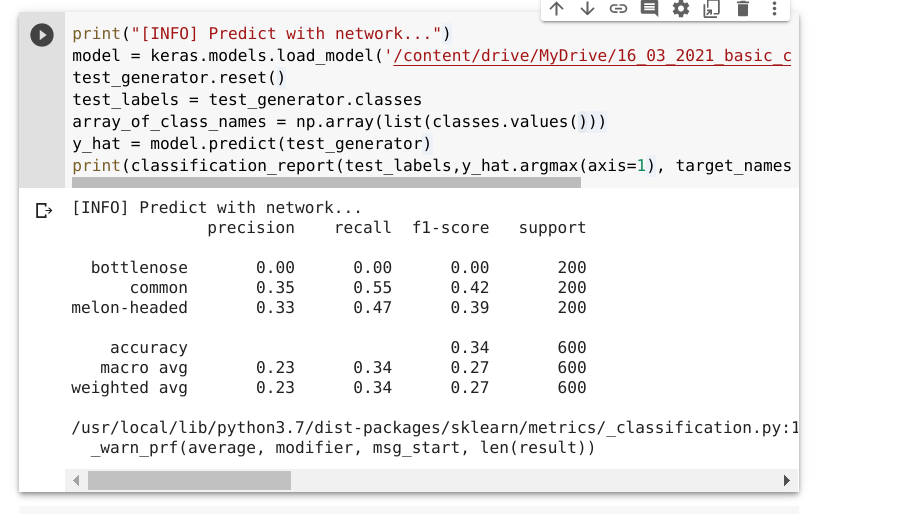 print("[INFO] Predict with network...")
model = keras.models.load_model('/content/drive/MyDrive/16_03_2021_basic_c
test_generator.reset()
test_labels = test_generator.classes
array_of_class_names = np.array(list(classes.values()))
y_hat = model.predict(test_generator)
print(classification_report(test_labels,y_hat.argmax(axis=1), target_names
[INFO] Predict with network...
precision recall f1-score support
bottlenose 0.00 0.00 0.00 200
common 0.35 0.55 0.42 200
melon-headed 0.33 0.47 0.39 200
accuracy 0.34 600
macro avg 0.23 0.34 0.27 600
weighted avg 0.23 0.34 0.27 600
/usr/local/lib/python3.7/dist-packages/sklearn/metrics/_classification.py:1
_warn_prf(average, modifier, msg_start, len(result))